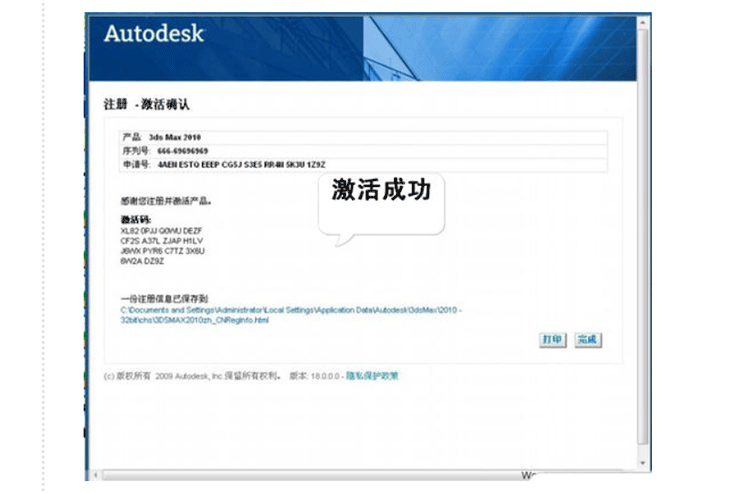 Autodesk
注册 - 激活确认
产品: 3ds Max 2010
序列号: 666-69696969
申请号: 4AEN ESTQ EEEP CG5J S3E5 RR4N 5K3U 1Z9Z
激活成功
感谢您注册并激活产品。
激活码:
XL82 0PJJ Q0WU DEZF
CF2S A37L ZJAP H1LV
J6WX PYR6 C7TZ 3X6U
6W2A DZ9Z
一份注册信息已保存到
C:\Documents and Settings\Administrator\Local Settings\Application Data\Autodesk\3dsMax\2010 -
32bit\chs\3DSMAX2010zh_CNRegInfo.html
打印 完成
(c) 版权所有 2009 Autodesk, Inc.保留所有权利。 版本: 18.0.0.0 - 隐私保护政策